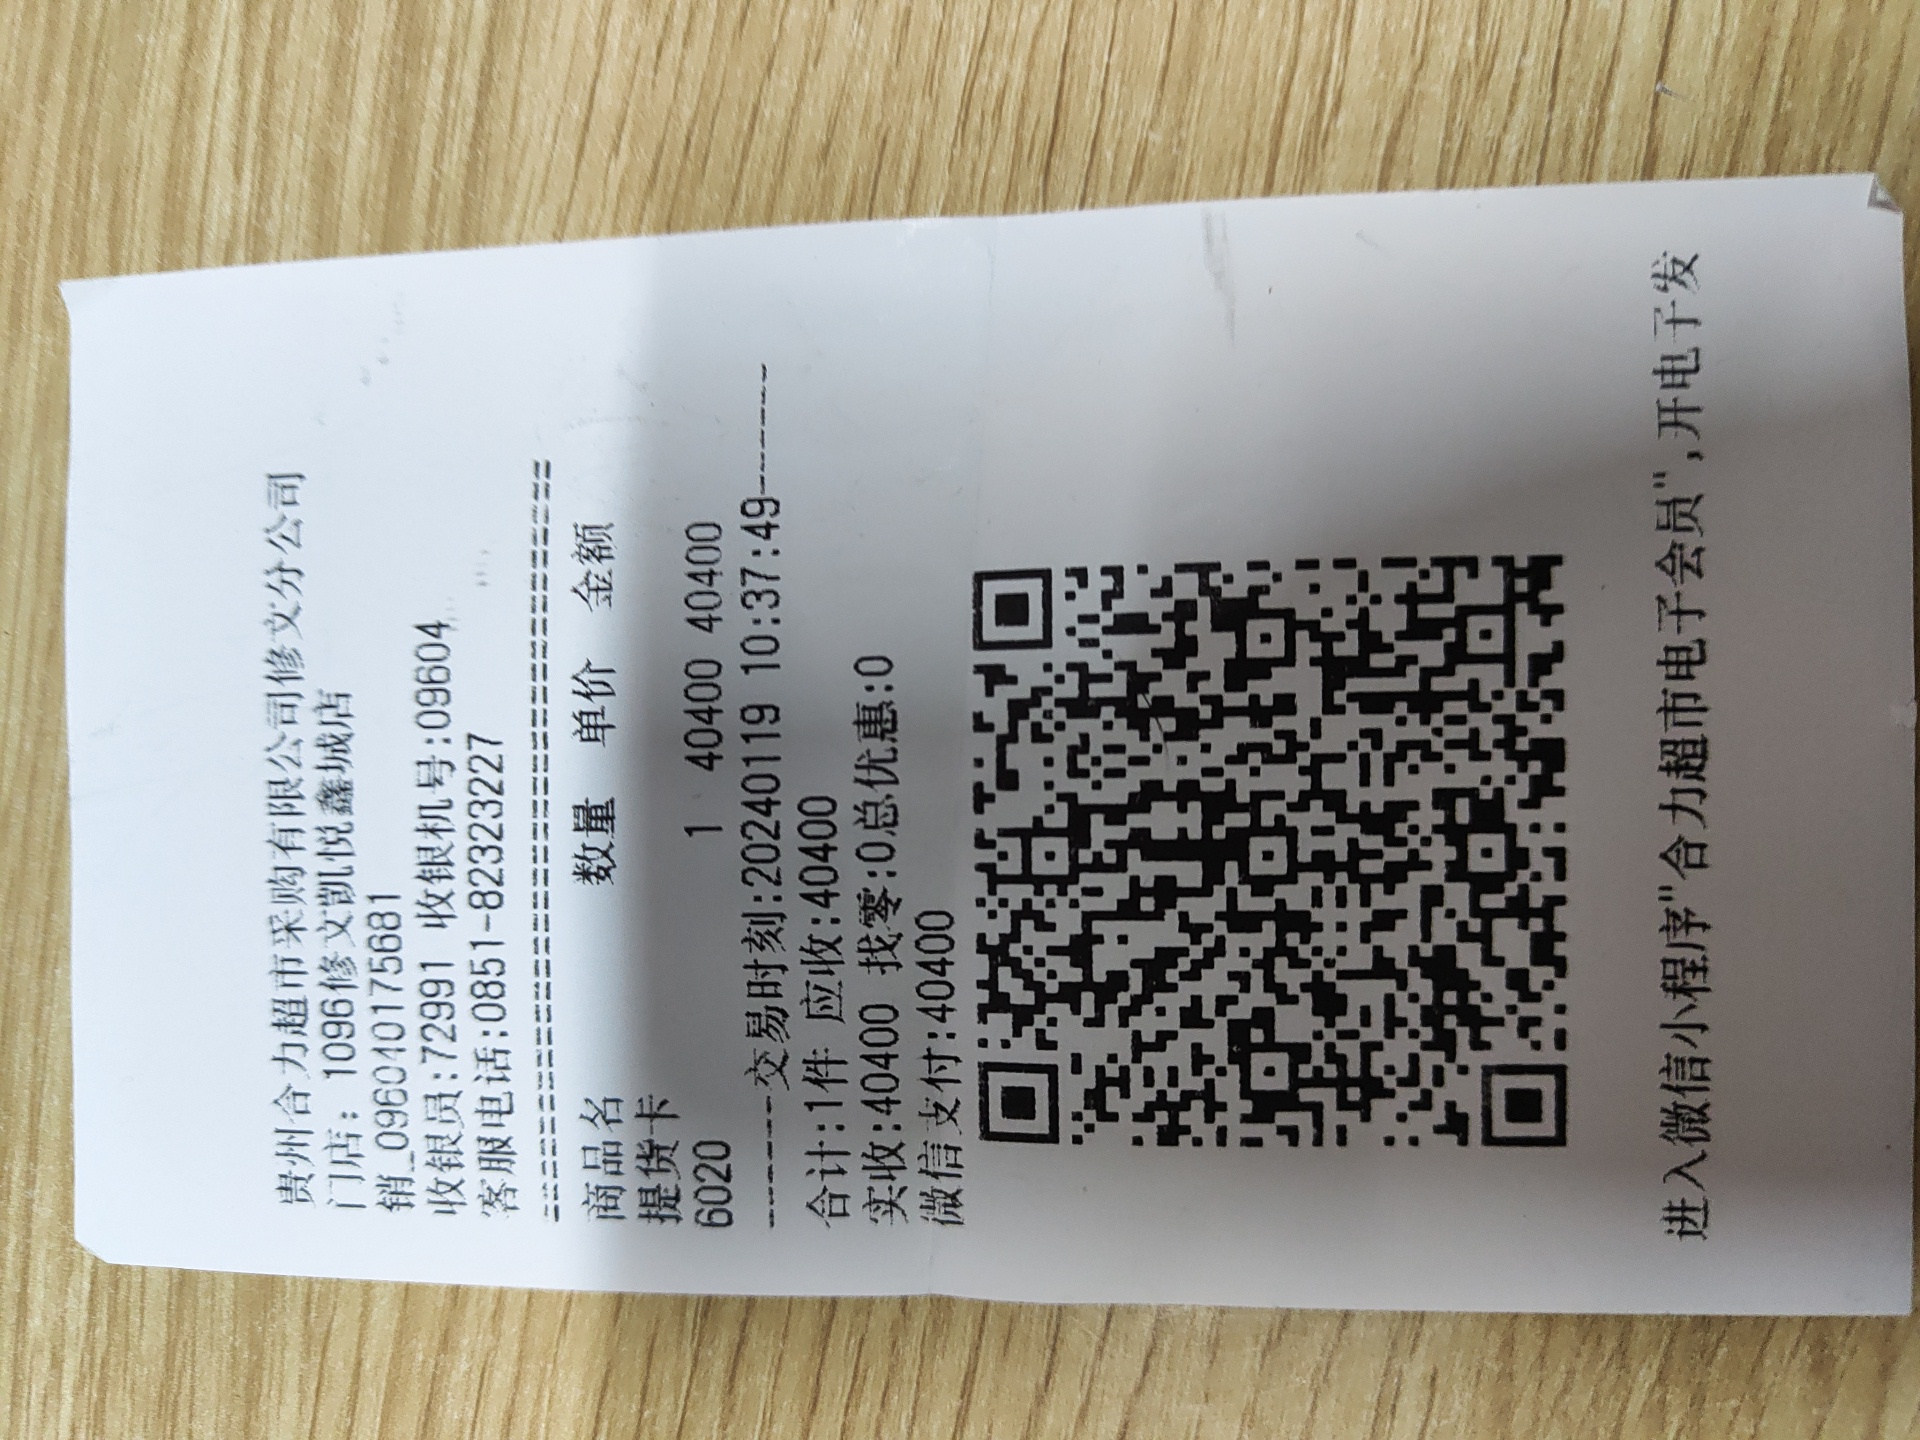 贵州合力超市采购有限公司修文分公司
门店: 1096修文凯悦鑫城店
销_0960401175681
收银员:72991 收银机号:09604
客服电话:0851-82323227
==========================================
商品名 数量 单价 金额
提货卡
6020 1 40400 40400
------交易时刻:20240119 10:37:49------
合计:1件 应收:40400
实收:40400 找零:0总优惠:0
微信支付:40400
进入微信小程序"合力超市电子会员",开电子发